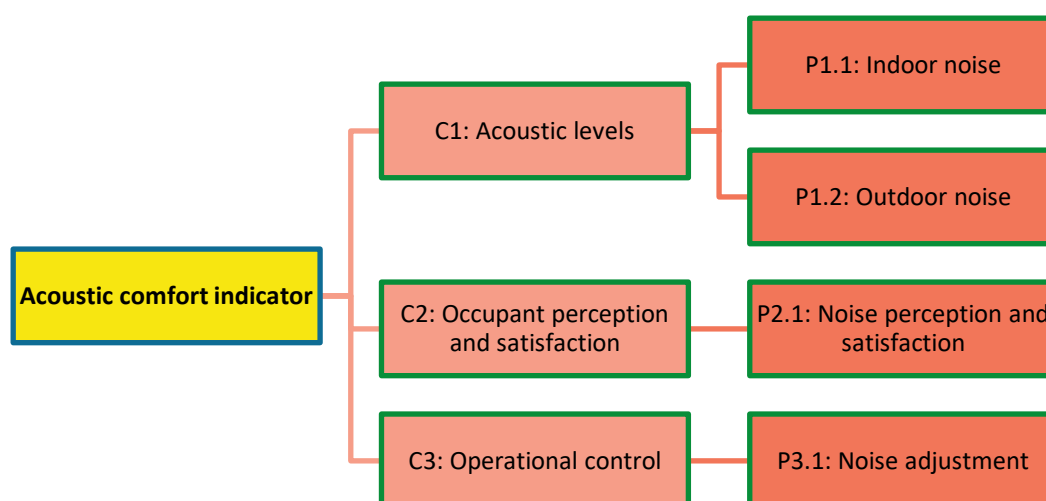 P1.1: Indoor noise
C1: Acoustic levels
P1.2: Outdoor noise
Acoustic comfort indicator
C2: Occupant perception
and satisfaction
P2.1: Noise perception and
satisfaction
C3: Operational control
P3.1: Noise adjustment